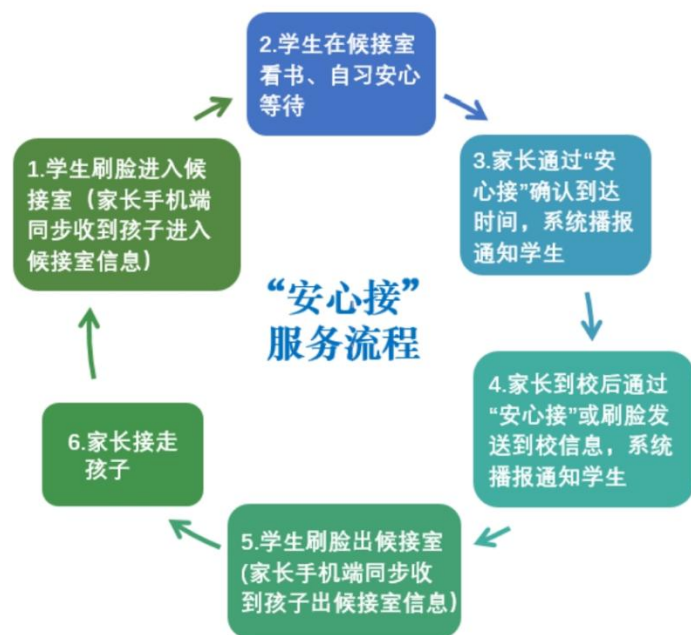 2.学生在候接室
看书、自习安心
等待
3.家长通过“安
心接”确认到达
时间，系统播报
通知学生
4.家长到校后通过
“安心接”或刷脸发
送到校信息，系统
播报通知学生
5.学生刷脸出候接室
(家长手机端同步收
到孩子出候接室信息)
6.家长接走
孩子
1.学生刷脸进入候
接室（家长手机端
同步收到孩子进入
候接室信息）
“安心接”
服务流程